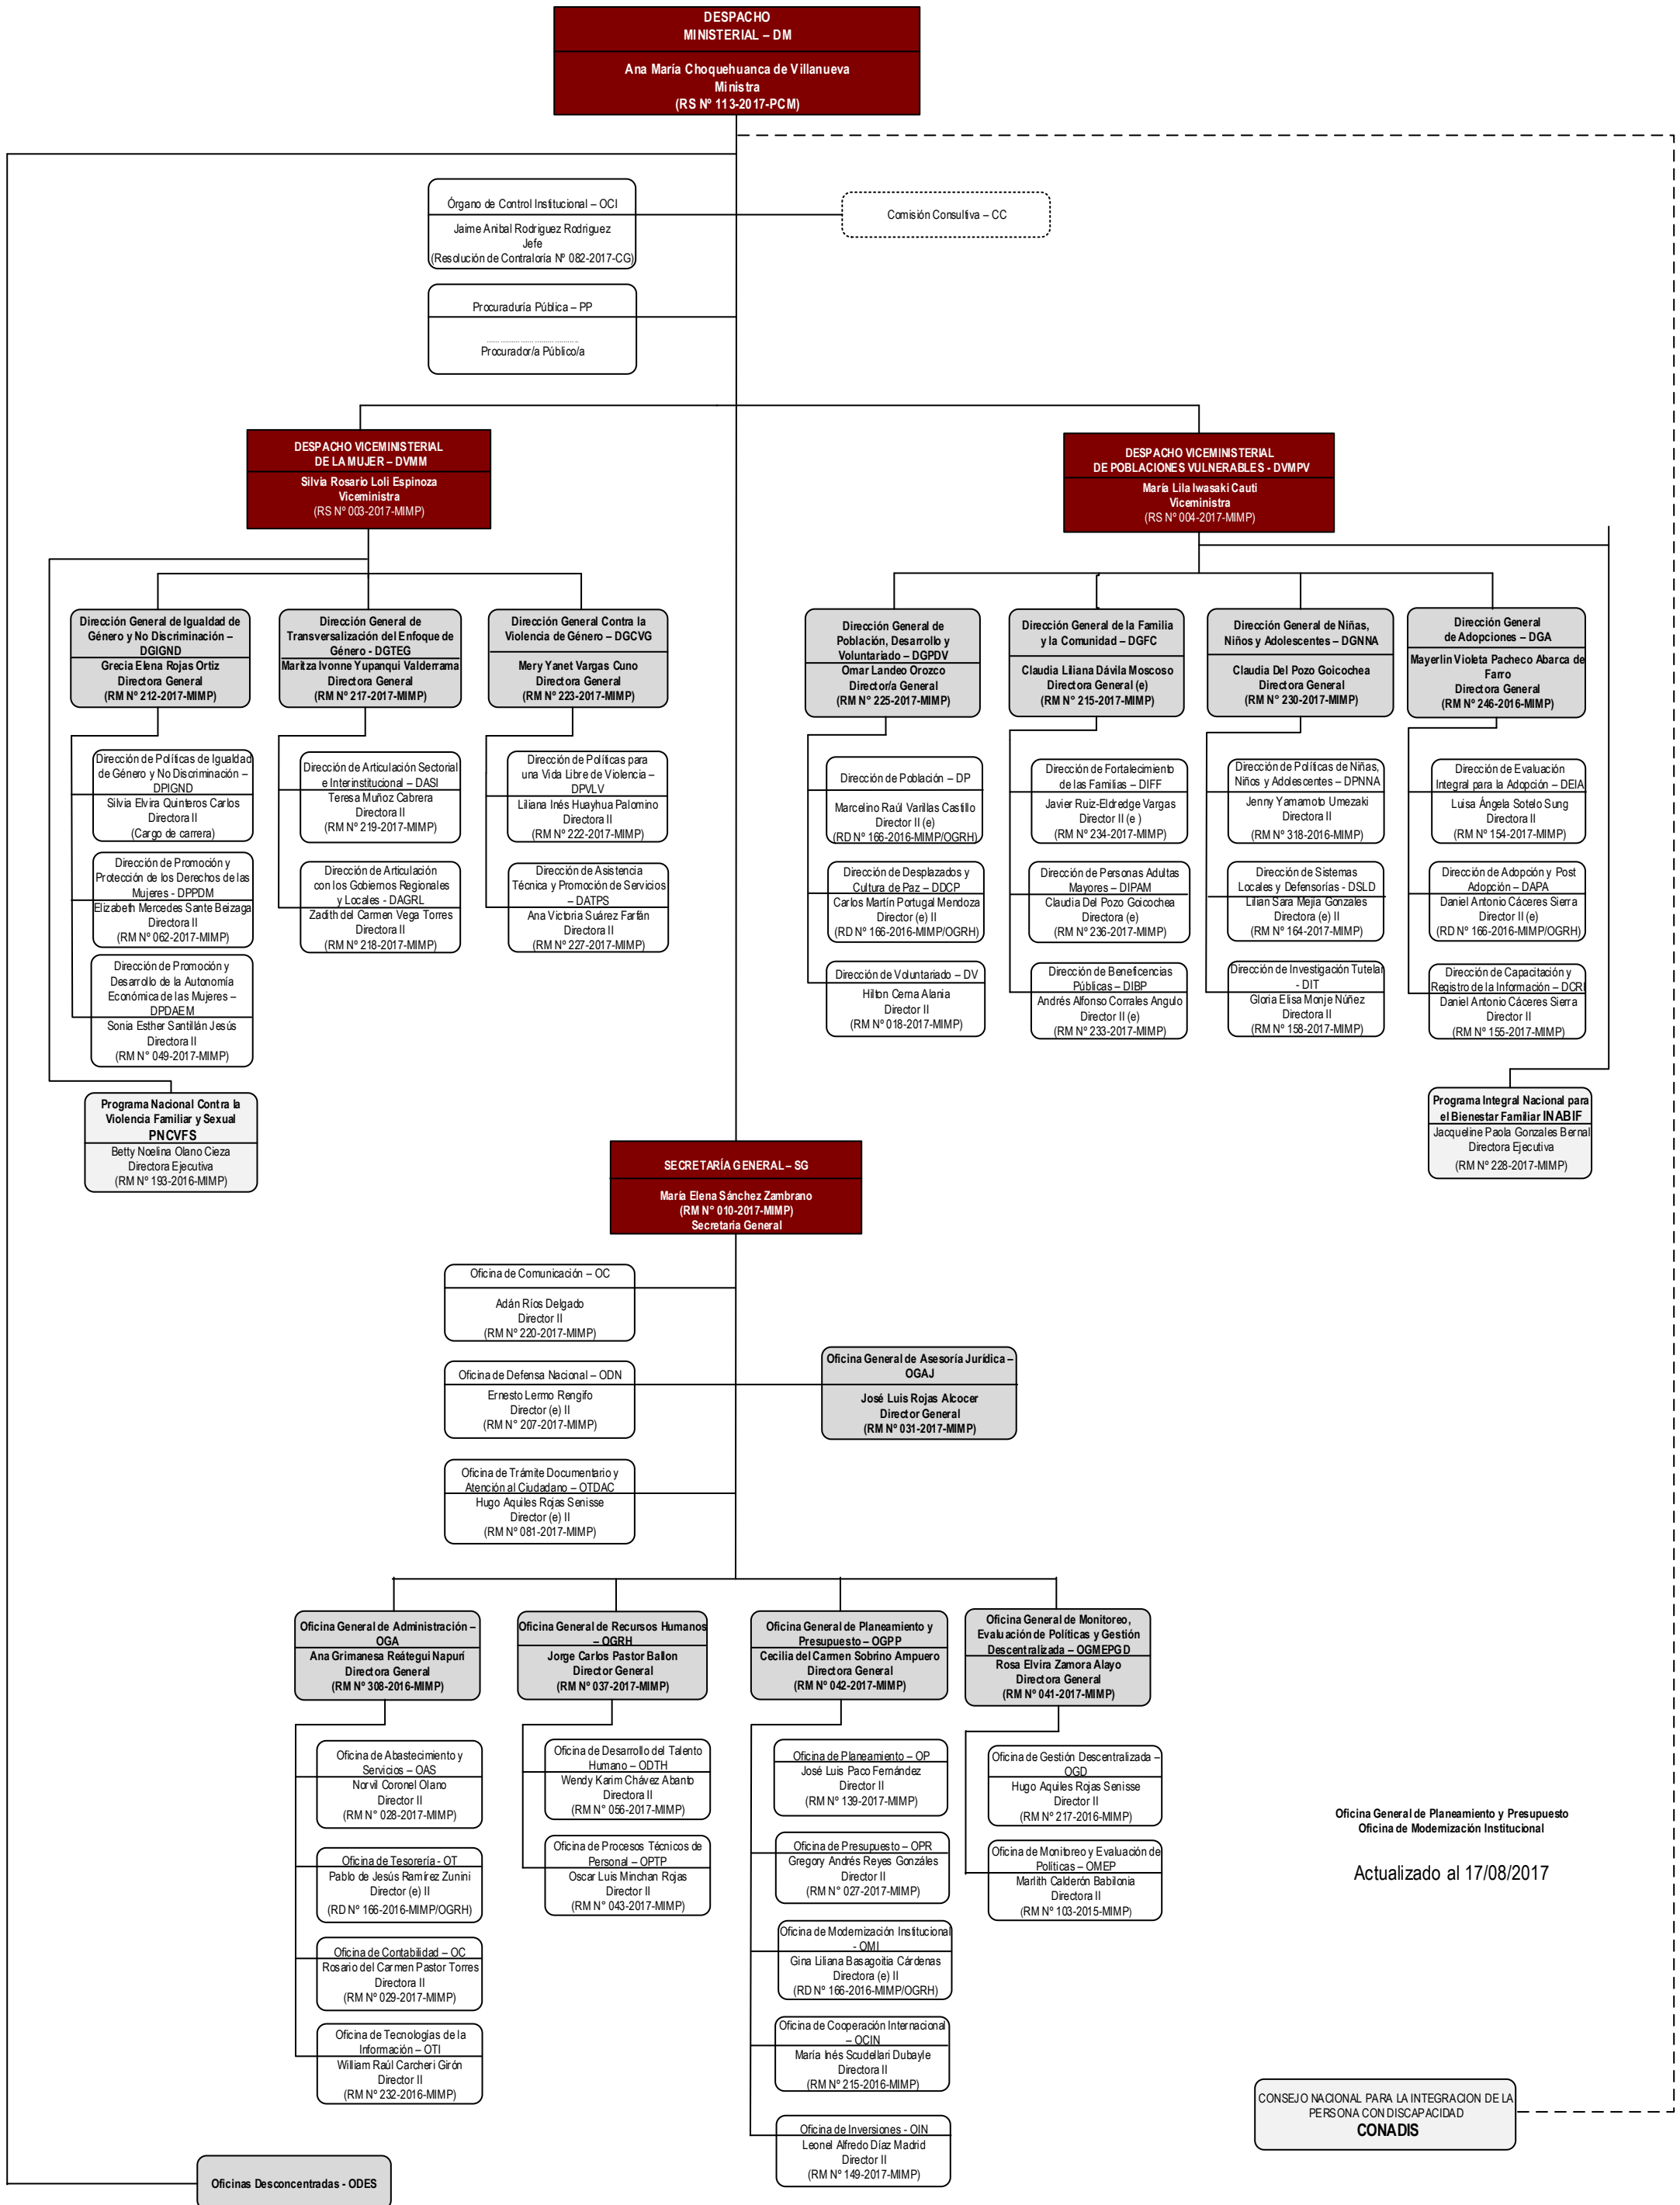 DESPACHO
MINISTERIAL – DM
Ana María Choquehuanca de Villanueva
Ministra
(RS Nº 113-2017-PCM)
Órgano de Control Institucional – OCI
Jaime Anibal Rodriguez Rodriguez
Jefe
(Resolución de Contraloría Nº 082-2017-CG)
Comisión Consultiva – CC
Procuraduría Pública – PP
........................................
Procurador/a Público/a
DESPACHO VICEMINISTERIAL
DE LA MUJER – DVMM
Silvia Rosario Loli Espinoza
Viceministra
(RS Nº 003-2017-MIMP)
DESPACHO VICEMINISTERIAL
DE POBLACIONES VULNERABLES - DVMPV
María Lila Iwasaki Cauti
Viceministra
(RS Nº 004-2017-MIMP)
Dirección General de Igualdad de
Género y No Discriminación –
DGIGND
Grecia Elena Rojas Ortiz
Directora General
(RM Nº 212-2017-MIMP)
Dirección General de
Transversalización del Enfoque de
Género - DGTEG
Maritza Ivonne Yupanqui Valderrama
Directora General
(RM Nº 217-2017-MIMP)
Dirección General Contra la
Violencia de Género – DGCVG
Mery Yanet Vargas Cuno
Directora General
(RM Nº 223-2017-MIMP)
Dirección General de
Población, Desarrollo y
Voluntariado – DGPDV
Omar Landeo Orozco
Director/a General
(RM N° 225-2017-MIMP)
Dirección General de la Familia
y la Comunidad – DGFC
Claudia Liliana Dávila Moscoso
Directora General (e)
(RM N° 215-2017-MIMP)
Dirección General de Niñas,
Niños y Adolescentes – DGNNA
Claudia Del Pozo Goicochea
Directora General
(RM N° 230-2017-MIMP)
Dirección General
de Adopciones – DGA
Mayerlin Violeta Pacheco Abarca de
Farro
Directora General
(RM Nº 246-2016-MIMP)
Dirección de Políticas de Igualdad
de Género y No Discriminación –
DPIGND
Silvia Elvira Quinteros Carlos
Directora II
(Cargo de carrera)
Dirección de Promoción y
Protección de los Derechos de las
Mujeres - DPPDM
Elizabeth Mercedes Sante Beizaga
Directora II
(RM Nº 062-2017-MIMP)
Dirección de Promoción y
Desarrollo de la Autonomía
Económica de las Mujeres –
DPDAEM
Sonia Esther Santillán Jesús
Directora II
(RM N° 049-2017-MIMP)
Dirección de Articulación Sectorial
e Interinstitucional – DASI
Teresa Muñoz Cabrera
Directora II
(RM Nº 219-2017-MIMP)
Dirección de Articulación
con los Gobiernos Regionales
y Locales - DAGRL
Zadith del Carmen Vega Torres
Directora II
(RM Nº 218-2017-MIMP)
Dirección de Políticas para
una Vida Libre de Violencia –
DPVLV
Liliana Inés Huayhua Palomino
Directora II
(RM Nº 222-2017-MIMP)
Dirección de Asistencia
Técnica y Promoción de Servicios
– DATPS
Ana Victoria Suárez Farfán
Directora II
(RM Nº 227-2017-MIMP)
Dirección de Población – DP
Marcelino Raúl Varillas Castillo
Director II (e)
(RD Nº 166-2016-MIMP/OGRH)
Dirección de Desplazados y
Cultura de Paz – DDCP
Carlos Martín Portugal Mendoza
Director (e) II
(RD Nº 166-2016-MIMP/OGRH)
Dirección de Voluntariado – DV
Hilton Cerna Alania
Director II
(RM Nº 018-2017-MIMP)
Dirección de Fortalecimiento
de las Familias – DIFF
Javier Ruiz-Eldredge Vargas
Director II (e )
(RM Nº 234-2017-MIMP)
Dirección de Personas Adultas
Mayores – DIPAM
Claudia Del Pozo Goicochea
Directora (e)
(RM N° 236-2017-MIMP)
Dirección de Beneficencias
Públicas – DIBP
Andrés Alfonso Corrales Angulo
Director II (e)
(RM Nº 233-2017-MIMP)
Dirección de Políticas de Niñas,
Niños y Adolescentes – DPNNA
Jenny Yamamoto Umezaki
Directora II
(RM Nº 318-2016-MIMP)
Dirección de Sistemas
Locales y Defensorías - DSLD
Lilian Sara Mejía Gonzales
Directora (e) II
(RM N° 164-2017-MIMP)
Dirección de Investigación Tutelar
- DIT
Gloria Elisa Monje Núñez
Directora II
(RM Nº 158-2017-MIMP)
Dirección de Evaluación
Integral para la Adopción – DEIA
Luisa Ángela Sotelo Sung
Directora II
(RM Nº 154-2017-MIMP)
Dirección de Adopción y Post
Adopción – DAPA
Daniel Antonio Cáceres Sierra
Director II (e)
(RD Nº 166-2016-MIMP/OGRH)
Dirección de Capacitación y
Registro de la Información – DCRI
Daniel Antonio Cáceres Sierra
Director II
(RM Nº 155-2017-MIMP)
Programa Nacional Contra la
Violencia Familiar y Sexual
PNCVFS
Betty Noelina Olano Cieza
Directora Ejecutiva
(RM Nº 193-2016-MIMP)
Programa Integral Nacional para
el Bienestar Familiar INABIF
Jacqueline Paola Gonzales Bernal
Directora Ejecutiva
(RM Nº 228-2017-MIMP)
SECRETARÍA GENERAL – SG
María Elena Sánchez Zambrano
(RM N° 010-2017-MIMP)
Secretaria General
Oficina de Comunicación – OC
Adán Ríos Delgado
Director II
(RM Nº 220-2017-MIMP)
Oficina de Defensa Nacional – ODN
Ernesto Lermo Rengifo
Director (e) II
(RM N° 207-2017-MIMP)
Oficina General de Asesoría Jurídica –
OGAJ
José Luis Rojas Alcocer
Director General
(RM Nº 031-2017-MIMP)
Oficina de Trámite Documentario y
Atención al Ciudadano – OTDAC
Hugo Aquiles Rojas Senisse
Director (e) II
(RM Nº 081-2017-MIMP)
Oficina General de Administración –
OGA
Ana Grimanesa Reátegui Napurí
Directora General
(RM Nº 308-2016-MIMP)
Oficina General de Recursos Humanos
– OGRH
Jorge Carlos Pastor Ballon
Director General
(RM Nº 037-2017-MIMP)
Oficina General de Planeamiento y
Presupuesto – OGPP
Cecilia del Carmen Sobrino Ampuero
Directora General
(RM Nº 042-2017-MIMP)
Oficina General de Monitoreo,
Evaluación de Políticas y Gestión
Descentralizada – OGMEPGD
Rosa Elvira Zamora Alayo
Directora General
(RM Nº 041-2017-MIMP)
Oficina de Abastecimiento y
Servicios – OAS
Norvil Coronel Olano
Director II
(RM Nº 028-2017-MIMP)
Oficina de Tesorería - OT
Pablo de Jesús Ramírez Zunini
Director (e) II
(RD Nº 166-2016-MIMP/OGRH)
Oficina de Contabilidad – OC
Rosario del Carmen Pastor Torres
Directora II
(RM Nº 029-2017-MIMP)
Oficina de Tecnologías de la
Información – OTI
William Raúl Carcheri Girón
Director II
(RM Nº 232-2016-MIMP)
Oficina de Desarrollo del Talento
Humano – ODTH
Wendy Karim Chávez Abanto
Directora II
(RM N° 056-2017-MIMP)
Oficina de Procesos Técnicos de
Personal – OPTP
Oscar Luis Minchan Rojas
Director II
(RM N° 043-2017-MIMP)
Oficina de Planeamiento – OP
José Luis Paco Fernández
Director II
(RM N° 139-2017-MIMP)
Oficina de Presupuesto – OPR
Gregory Andrés Reyes Gonzáles
Director II
(RM Nº 027-2017-MIMP)
Oficina de Modernización Institucional
- OMI
Gina Liliana Basagoitia Cárdenas
Directora (e) II
(RD Nº 166-2016-MIMP/OGRH)
Oficina de Cooperación Internacional
– OCIN
María Inés Scudellari Dubayle
Directora II
(RM Nº 215-2016-MIMP)
Oficina de Inversiones - OIN
Leonel Alfredo Díaz Madrid
Director II
(RM Nº 149-2017-MIMP)
Oficina de Gestión Descentralizada –
OGD
Hugo Aquiles Rojas Senisse
Director II
(RM N° 217-2016-MIMP)
Oficina de Monitoreo y Evaluación de
Políticas – OMEP
Marlith Calderón Babilonia
Directora II
(RM Nº 103-2015-MIMP)
Oficina General de Planeamiento y Presupuesto
Oficina de Modernización Institucional
Actualizado al 17/08/2017
CONSEJO NACIONAL PARA LA INTEGRACION DE LA
PERSONA CON DISCAPACIDAD
CONADIS
Oficinas Desconcentradas - ODES